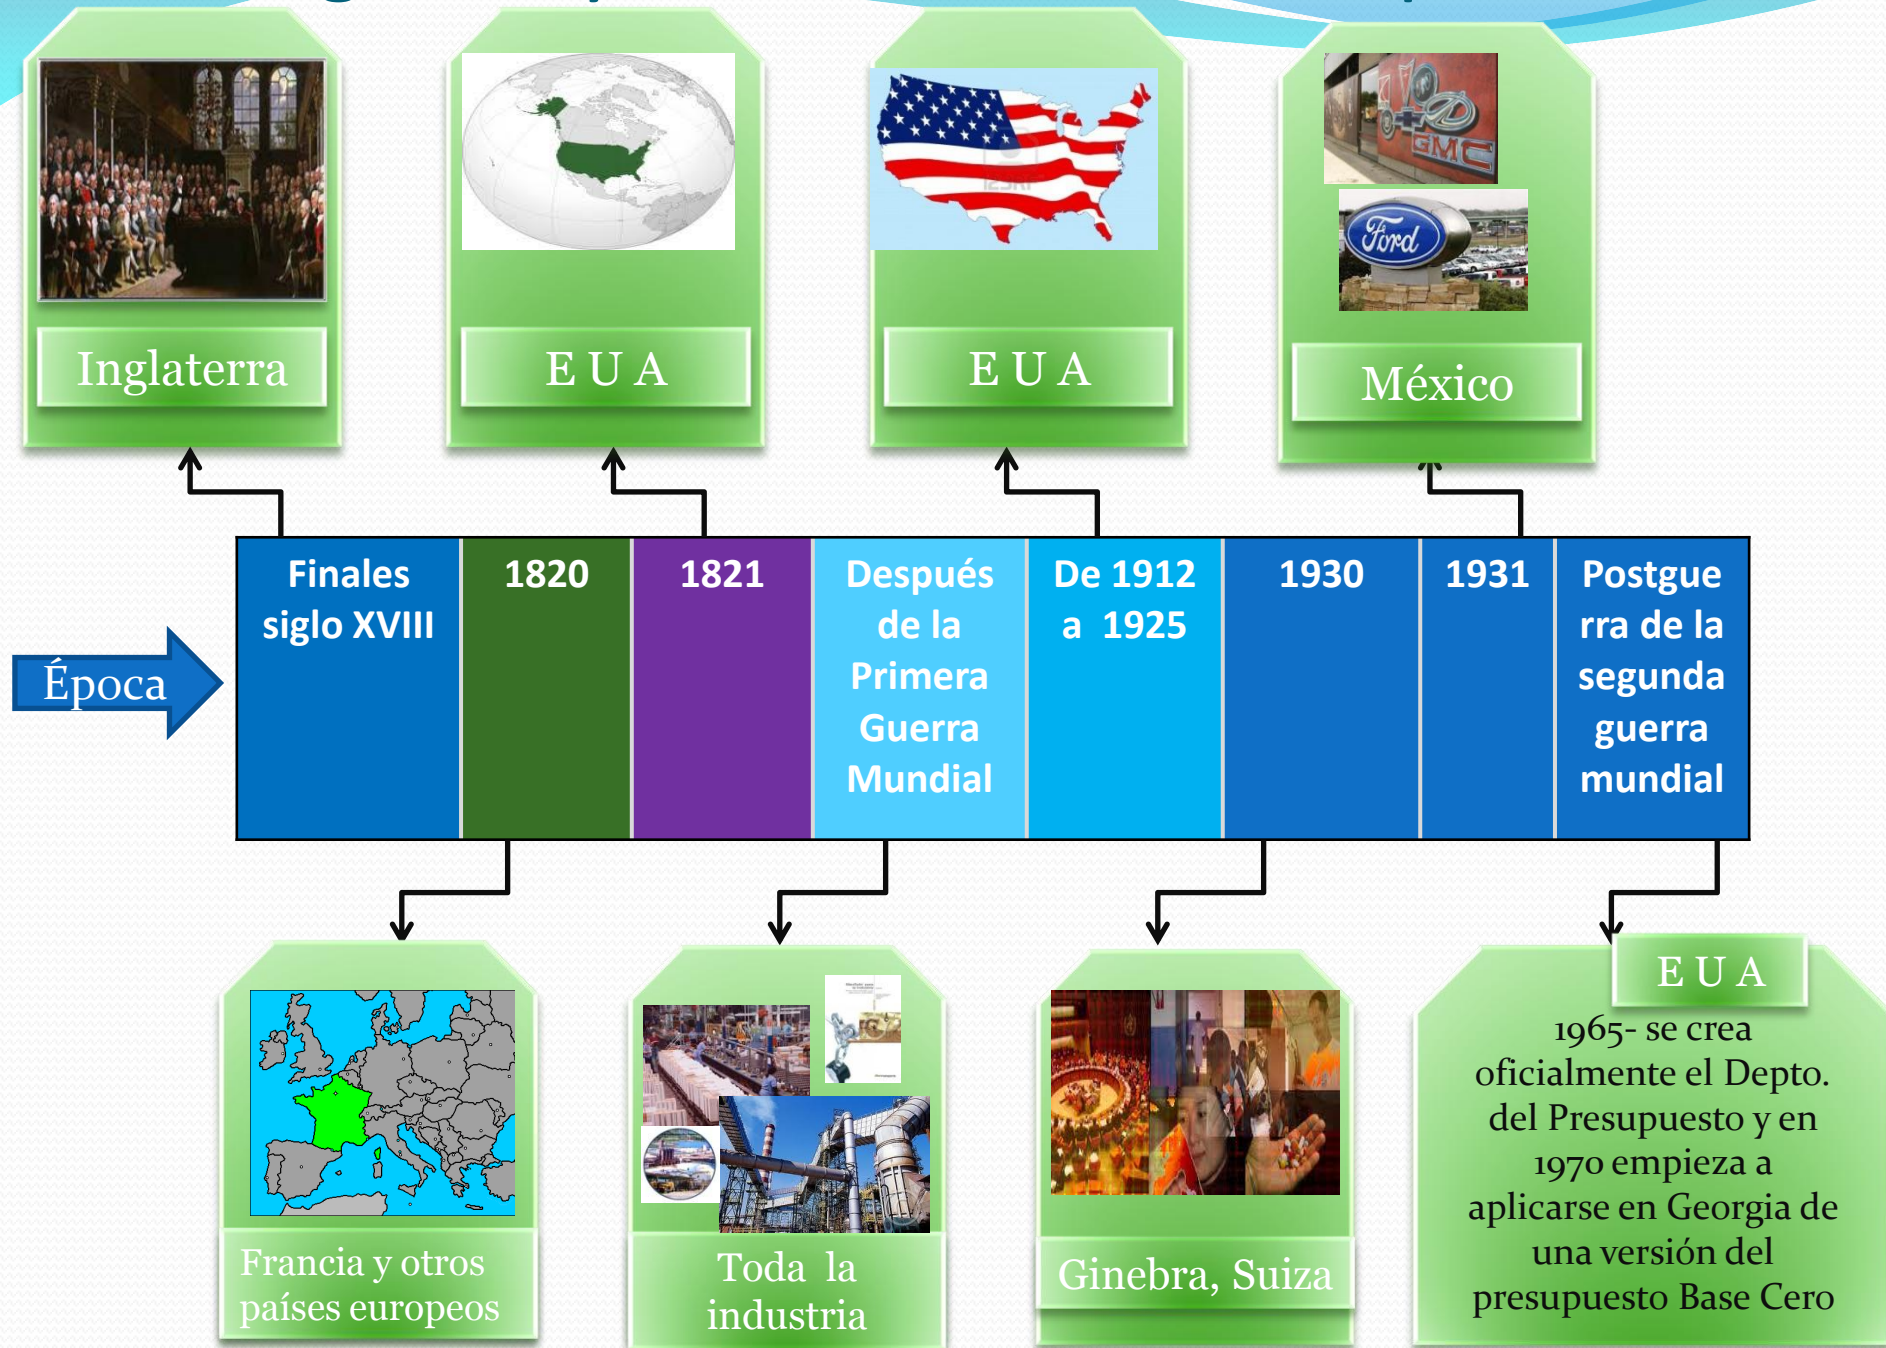 Inglaterra
E U A
E U A
GMC
Ford
México
Época
Finales
siglo XVIII
1820
1821
Después
de la
Primera
Guerra
Mundial
De 1912
a 1925
1930
1931
Postgue
rra de la
segunda
guerra
mundial
Francia y otros
países europeos
Toda la
industria
Ginebra, Suiza
E U A
1965- se crea
oficialmente el Depto.
del Presupuesto y en
1970 empieza a
aplicarse en Georgia de
una versión del
presupuesto Base Cero